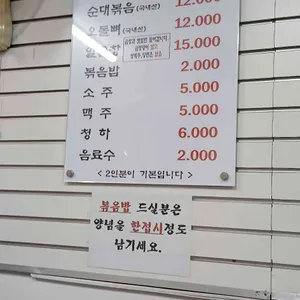 순대볶음(국내산) 12.000
오돌뼈(국내산) 12.000
15.000
볶음밥 2.000
소주 5.000
맥주 5.000
청하 6.000
음료수 2.000
< 2인분이 기본입니다 >
볶음밥 드실분은
양념을 한접시정도
남기세요.